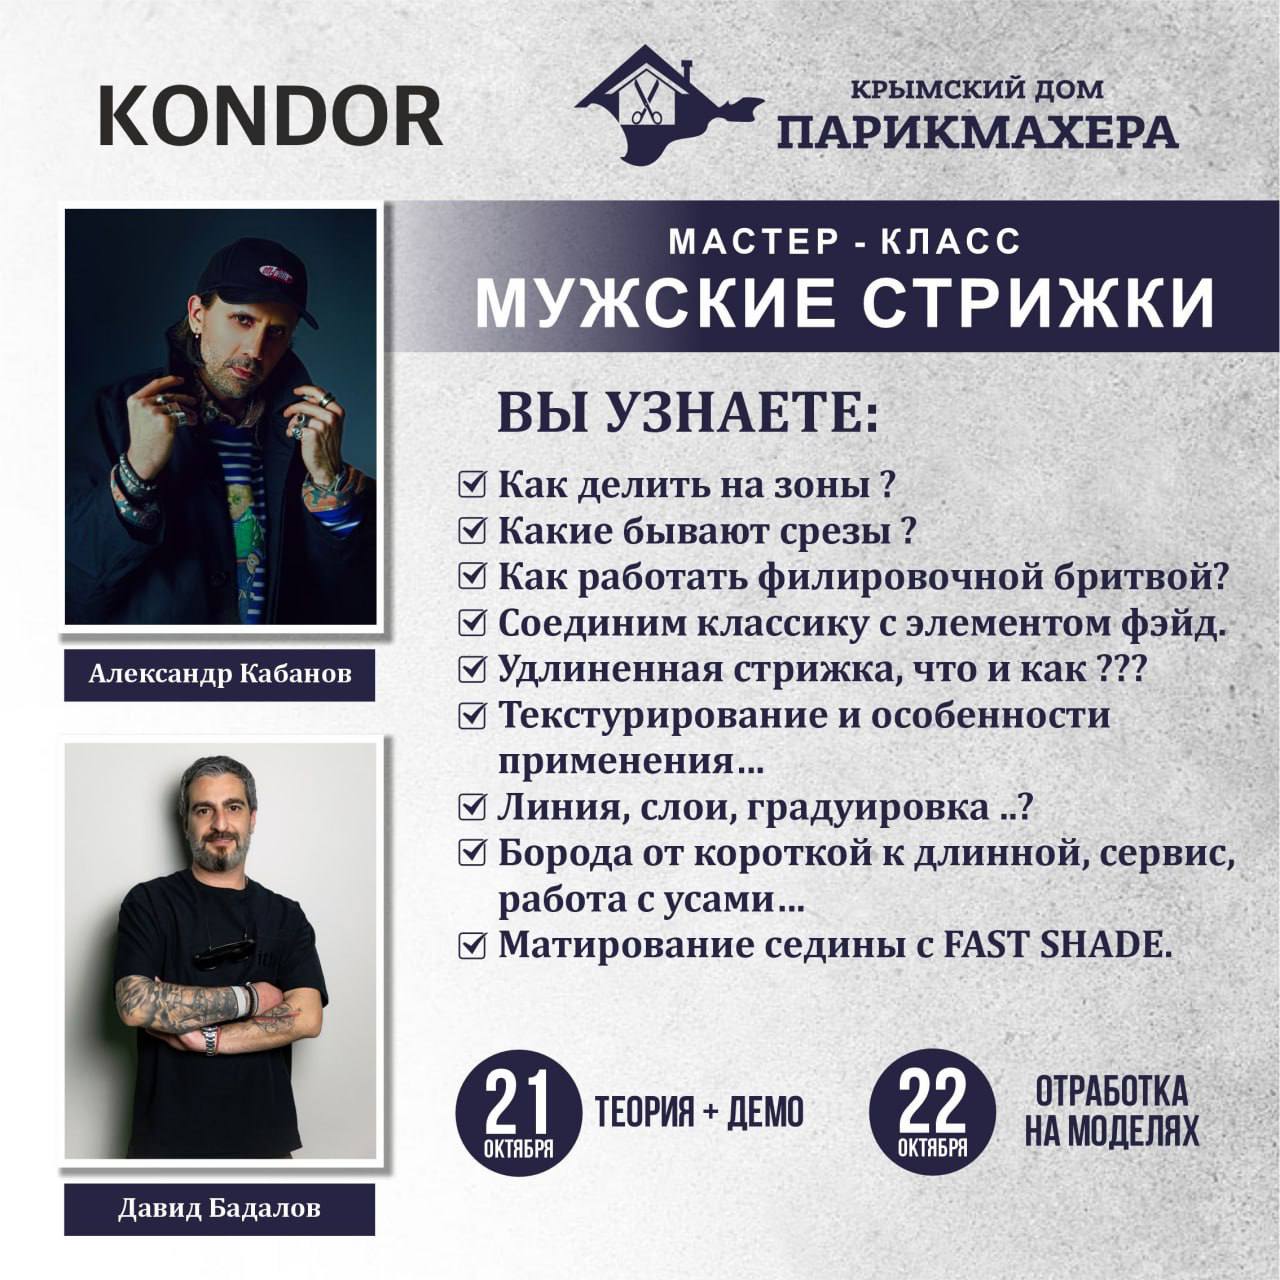 KONDOR
КРЫМСКИЙ ДОМ
ПАРИКМАХЕРА
МАСТЕР - КЛАСС
МУЖСКИЕ СТРИЖКИ
ВЫ УЗНАЕТЕ:
Как делить на зоны ?
Какие бывают срезы ?
Как работать филировочной бритвой?
Соединим классику с элементом фэйд.
Удлиненная стрижка, что и как ???
Текстурирование и особенности
применения...
Линия, слои, градуировка ..?
Борода от короткой к длинной, сервис,
работа с усами...
Матирование седины с FAST SHADE.
Александр Кабанов
Давид Бадалов
21
ОКТЯБРЯ
ТЕОРИЯ + ДЕМО
22
ОКТЯБРЯ
ОТРАБОТКА
НА МОДЕЛЯХ